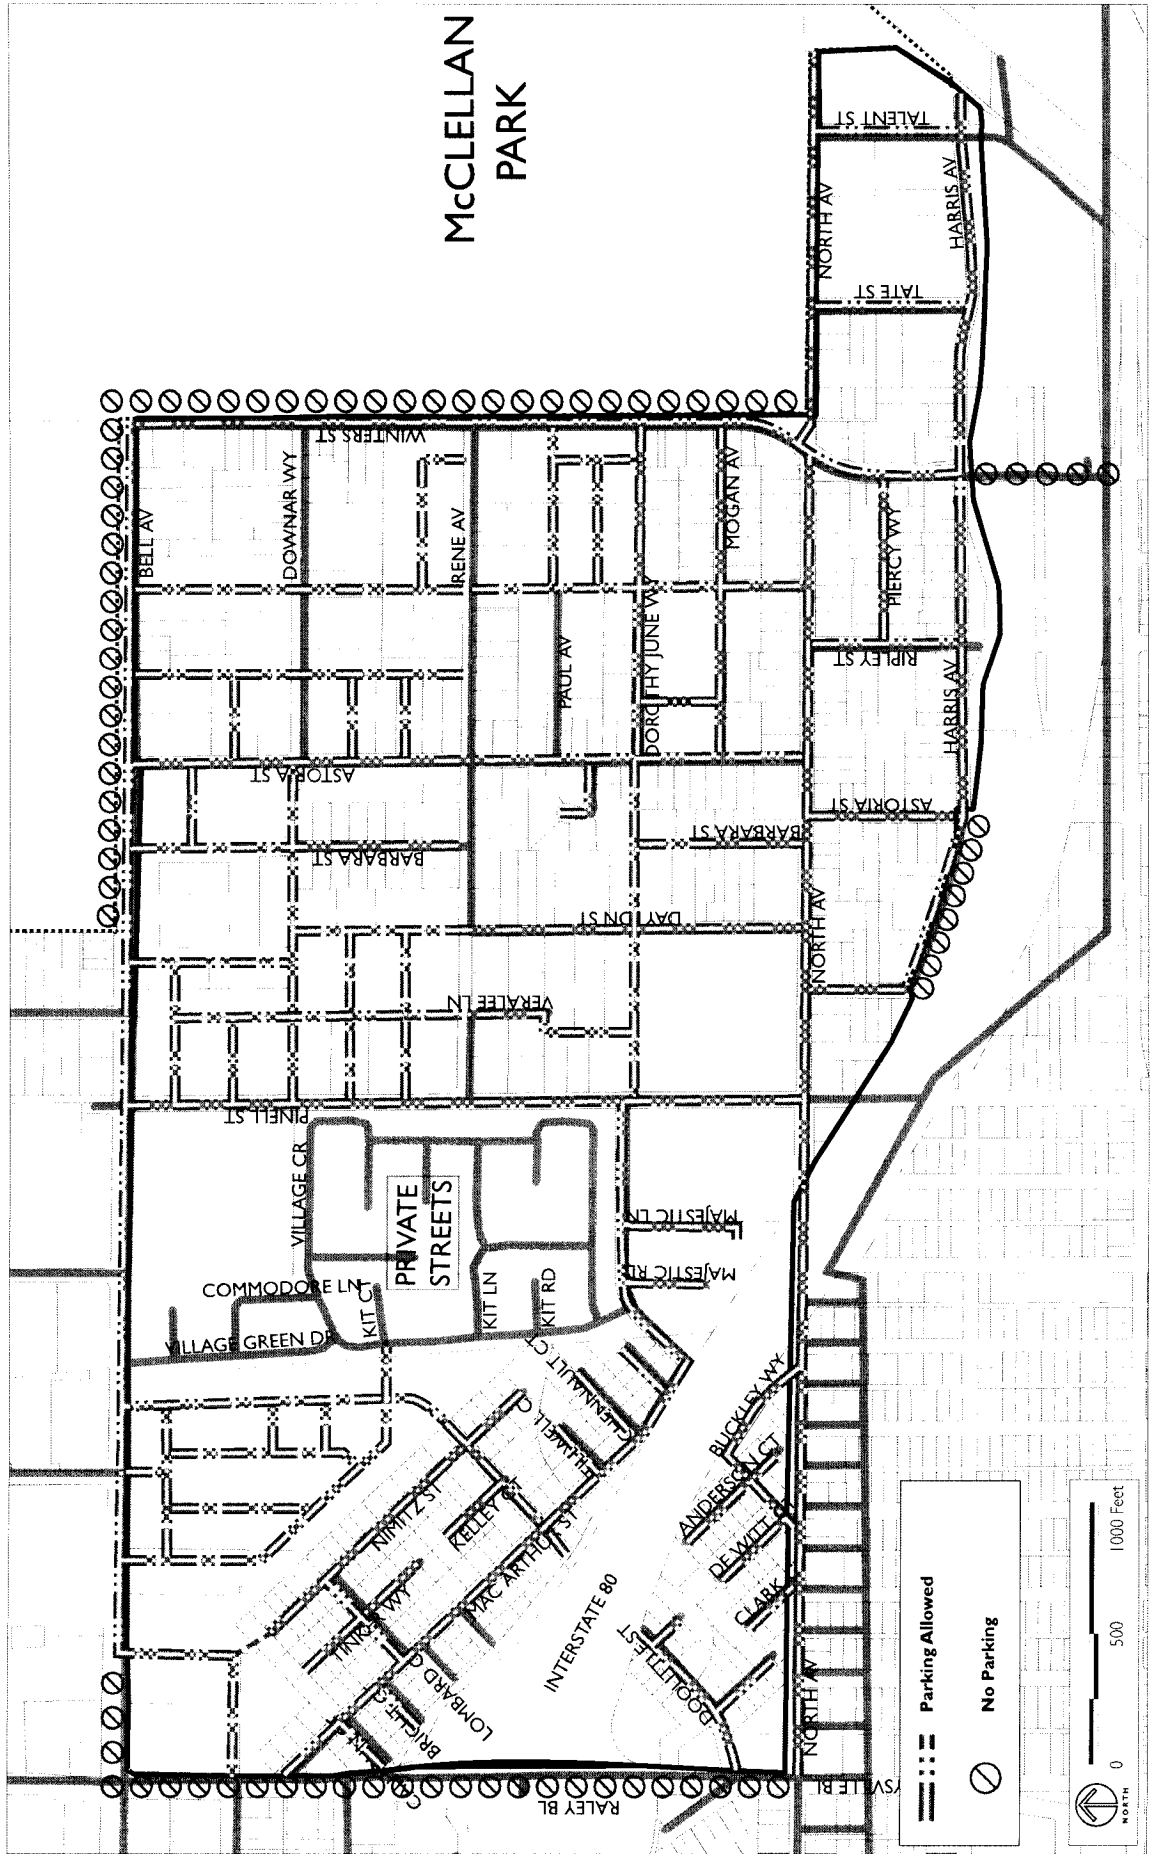 McCLELLAN
PARK
TALENT ST
NORTH AV
HARRIS AV
TATE ST
WINTERS ST
BELL AV
DOWNAR WY
RENE AV
MOGAN AV
PIERCY WY
PAUL AV
DOROTHY JUNE WY
RIPLEY ST
HARRIS AV
ASTORIA ST
ASTORIA ST
BARBARA ST
BARBARA ST
DAYTON ST
NORTH AV
VERALEE LN
PINELL ST
VILLAGE CR
PRIVATE
STREETS
MAJESTIC LN
MAJESTIC RD
COMMODORE LN
KIT CT
KIT LN
KIT RD
VILLAGE GREEN DR
GLENNAULT CT
BUCKLEY WY
ANDERSON CT
NIMITZ ST
KELLEY CT
MAC ARTHUR ST
DE WITT
CLARK
TINKER WY
INTERSTATE 80
DOOLITTLE ST
LOMBARD C
BRIGHT C
NORTH AV
RALEY BL
YSVILLE BL
Parking Allowed
No Parking
0 500 1000 Feet
NORTH